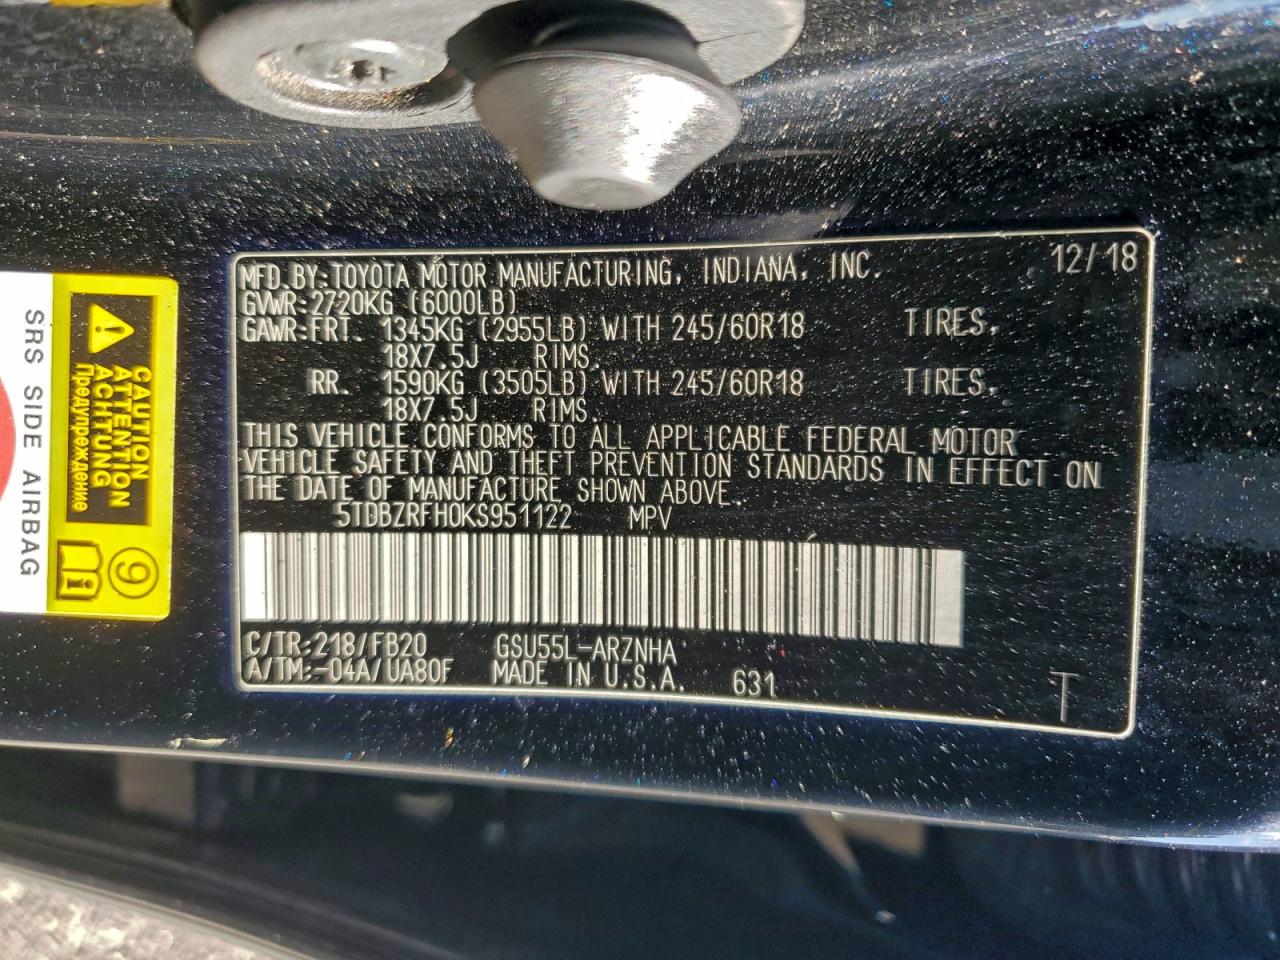 MFD.BY:TOYOTA MOTOR MANUFACTURING, INDIANA, INC. 12/18
GVWR:2720KG (6000LB)
GAWR:FRT. 1345KG (2955LB) WITH 245/60R18 TIRES,
18X7.5J RIMS.
RR. 1590KG (3505LB) WITH 245/60R18 TIRES,
18X7.5J RIMS.
THIS VEHICLE CONFORMS TO ALL APPLICABLE FEDERAL MOTOR
VEHICLE SAFETY AND THEFT PREVENTION STANDARDS IN EFFECT ON
THE DATE OF MANUFACTURE SHOWN ABOVE.
5TDBZRFH0KS951122 MPV
C/TR:218/FB20 GSU55L-ARZNHA
A/TM:-04A/UA80F MADE IN U.S.A. 631 T
CAUTION
ATTENTION
ACHTUNG
Предупреждение
9
SRS SIDE AIRBAG